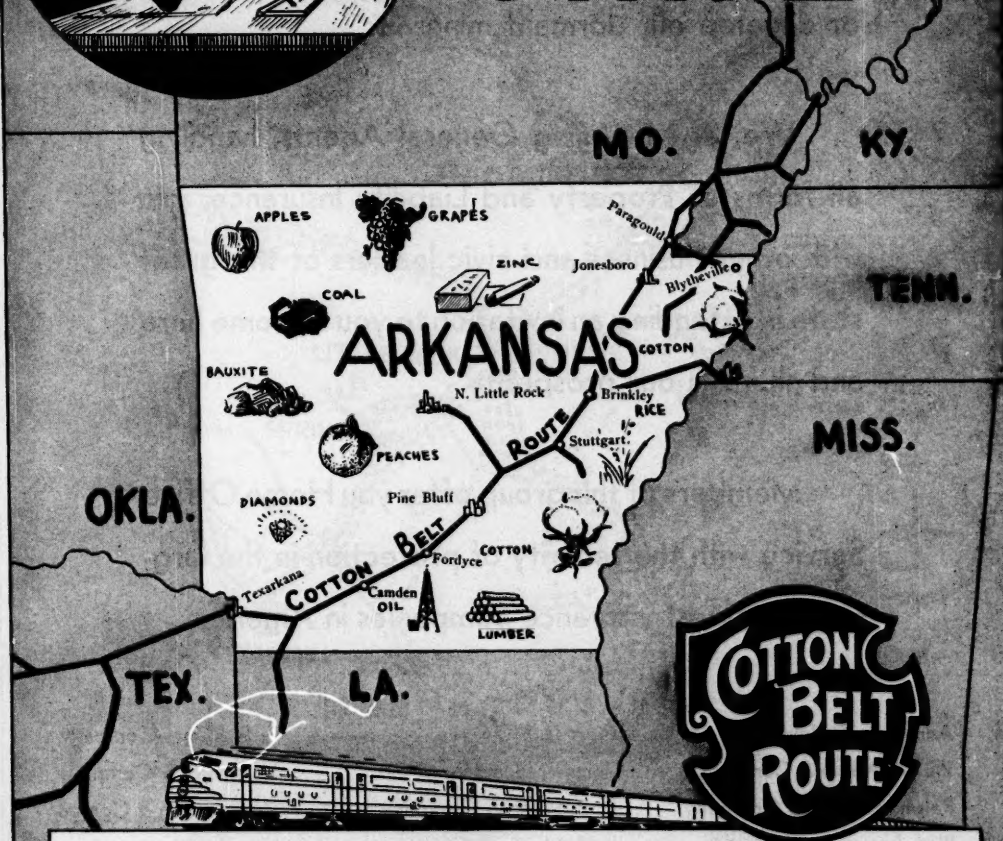 MO.
KY.
APPLES
GRAPES
Paragould
ZINC
Jonesboro
Blytheville
TENN.
COAL
ARKANSAS
COTTON
BAUXITE
N. Little Rock
Brinkley
RICE
ROUTE
Stuttgart
MISS.
PEACHES
OKLA.
DIAMONDS
Pine Bluff
BELT
COTTON
Fordyce
Texarkana
COTTON
Camden
OIL
LUMBER
TEX.
LA.
COTTON
BELT
ROUTE